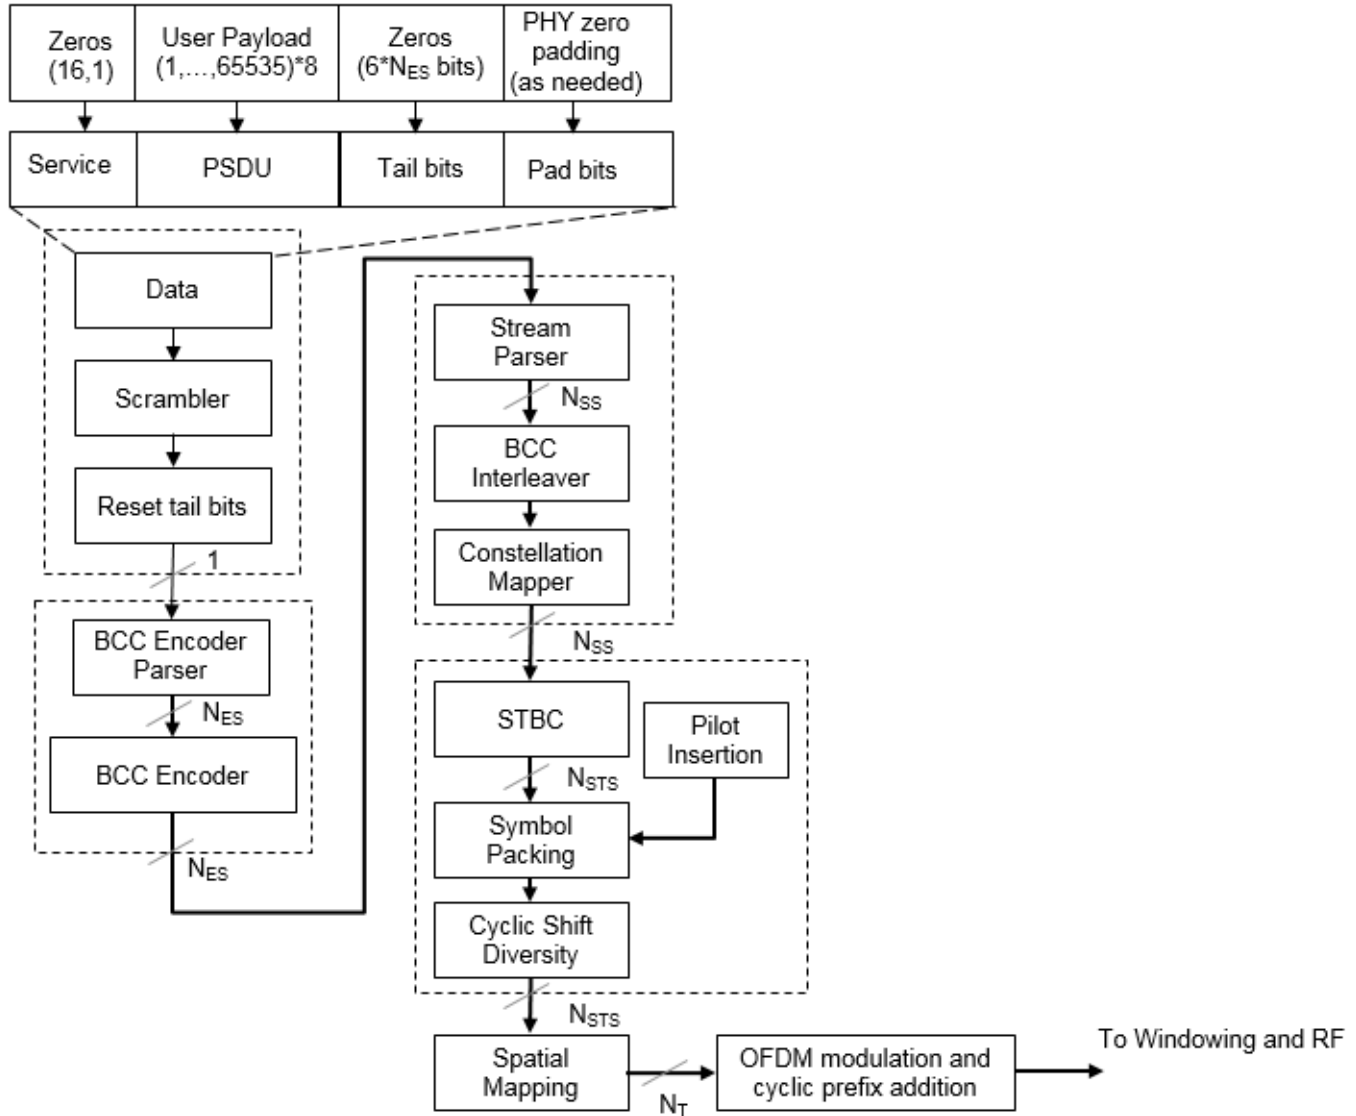 Zeros
(16,1)
User Payload
(1,...,65535)*8
Zeros
(6*N_ES bits)
PHY zero
padding
(as needed)
Service
PSDU
Tail bits
Pad bits
Data
Scrambler
Reset tail bits
1
BCC Encoder
Parser
N_ES
BCC Encoder
N_ES
Stream
Parser
N_SS
BCC
Interleaver
Constellation
Mapper
N_SS
STBC
Pilot
Insertion
N_STS
Symbol
Packing
Cyclic Shift
Diversity
N_STS
Spatial
Mapping
N_T
OFDM modulation and
cyclic prefix addition
To Windowing and RF